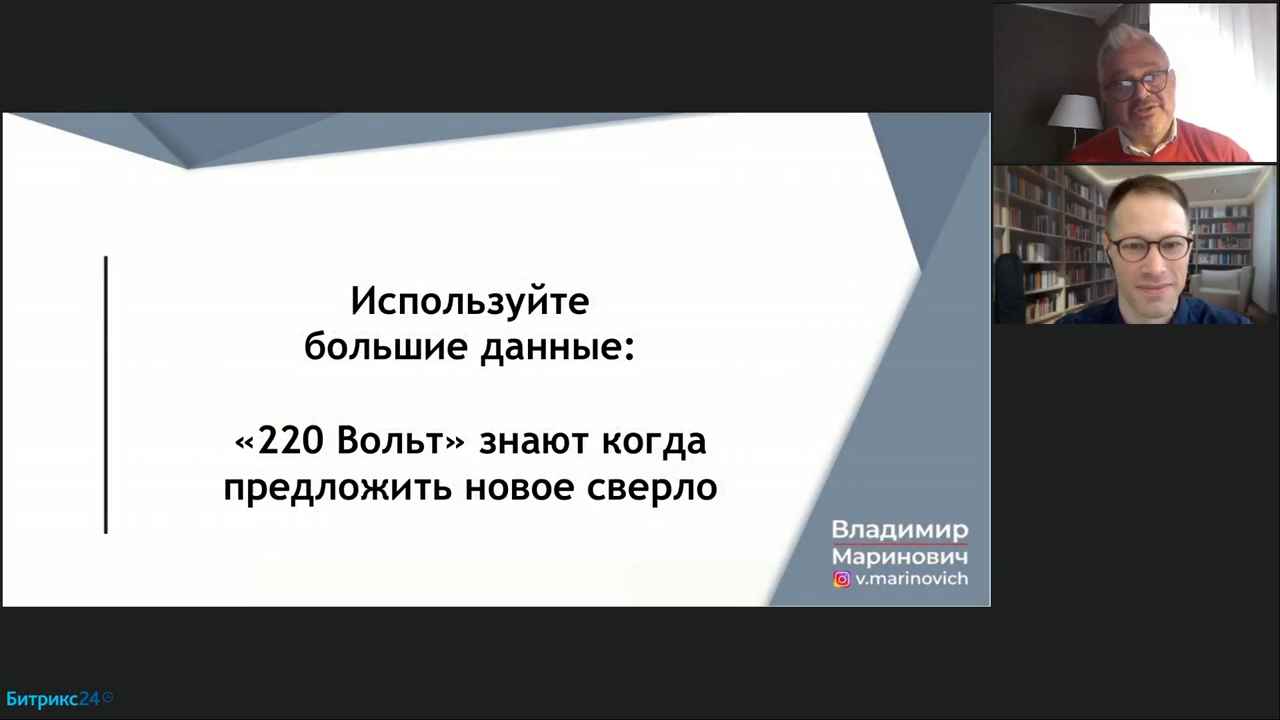 Используйте
большие данные:
«220 Вольт» знают когда
предложить новое сверло
Владимир
Маринович
v.marinovich
Битрикс24